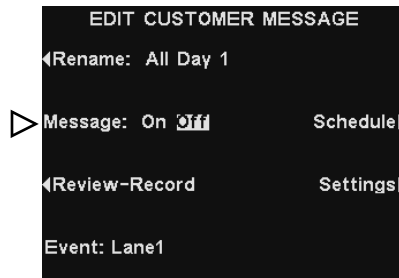 EDIT CUSTOMER MESSAGE
Rename: All Day 1
Message: On Off Schedule
Review-Record Settings
Event: Lane1